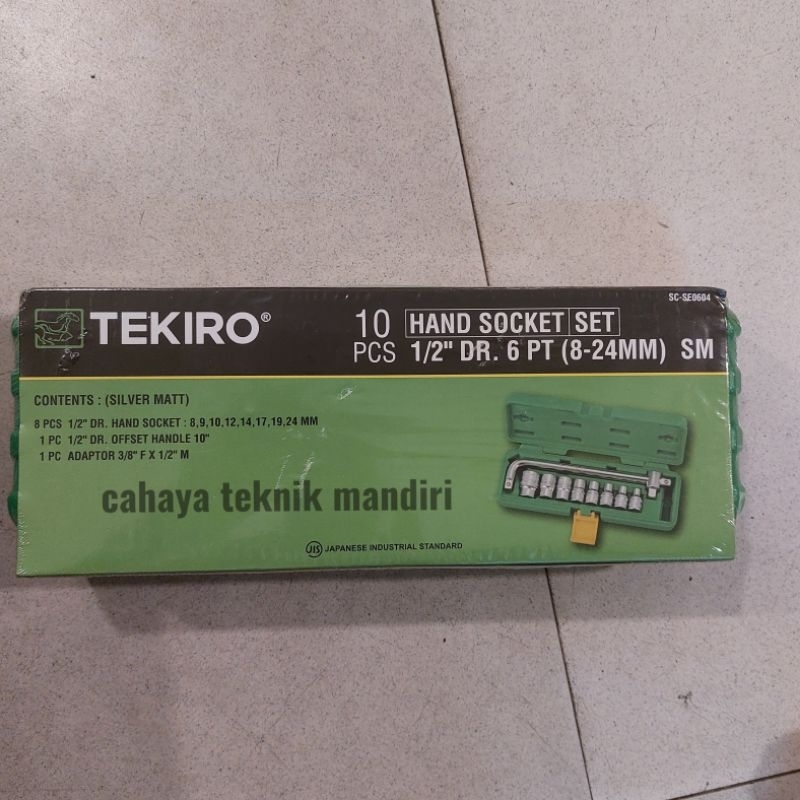 SC-SE0604
TEKIRO®
10 PCS
HAND SOCKET SET
1/2" DR. 6 PT (8-24MM) SM
CONTENTS : (SILVER MATT)
8 PCS 1/2" DR. HAND SOCKET : 8,9,10,12,14,17,19,24 MM
1 PC 1/2" DR. OFFSET HANDLE 10"
1 PC ADAPTOR 3/8" F X 1/2" M
cahaya teknik mandiri
JIS JAPANESE INDUSTRIAL STANDARD